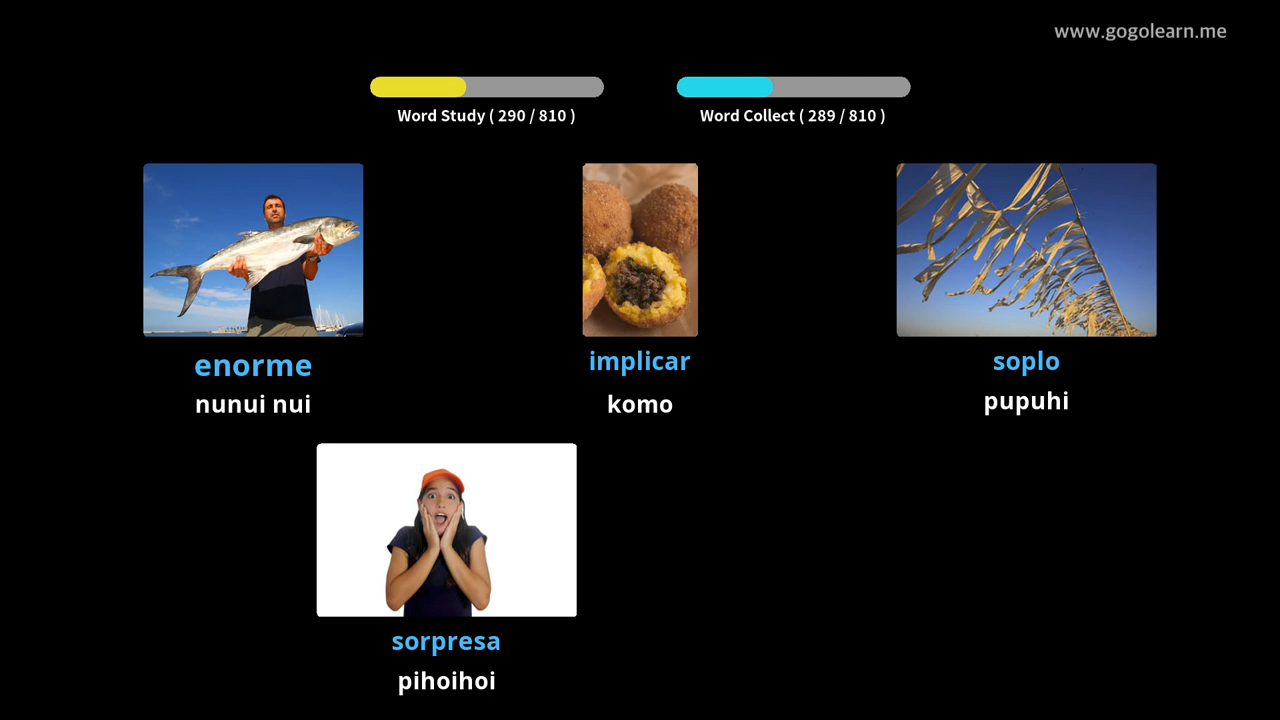 www.gogolearn.me
Word Study ( 290 / 810 )
Word Collect ( 289 / 810 )
enorme
nunui nui
implicar
komo
soplo
pupuhi
sorpresa
pihoihoi